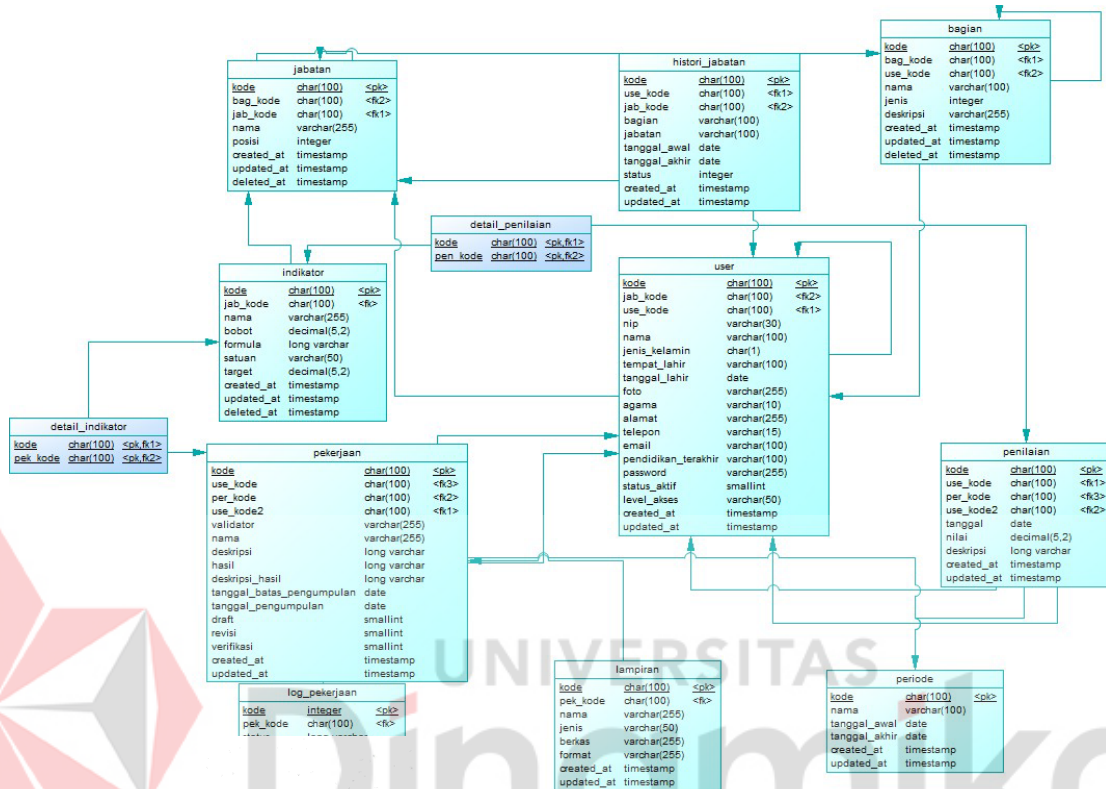 bagian
kode char(100) <pk>
bag_kode char(100) <fk1>
use_kode char(100) <fk2>
nama varchar(100)
jenis integer
deskripsi varchar(255)
created_at timestamp
updated_at timestamp
deleted_at timestamp
jabatan
kode char(100) <pk>
bag_kode char(100) <fk2>
jab_kode char(100) <fk1>
nama varchar(255)
posisi integer
created_at timestamp
updated_at timestamp
deleted_at timestamp
histori_jabatan
kode char(100) <pk>
use_kode char(100) <fk1>
jab_kode char(100) <fk2>
bagian varchar(100)
jabatan varchar(100)
tanggal_awal date
tanggal_akhir date
status integer
created_at timestamp
updated_at timestamp
detail_penilaian
kode char(100) <pk,fk1>
pen_kode char(100) <pk,fk2>
indikator
kode char(100) <pk>
jab_kode char(100) <fk>
nama varchar(255)
bobot decimal(5,2)
formula long varchar
satuan varchar(50)
target decimal(5,2)
created_at timestamp
updated_at timestamp
deleted_at timestamp
user
kode char(100) <pk>
jab_kode char(100) <fk2>
use_kode char(100) <fk1>
nip varchar(30)
nama varchar(100)
jenis_kelamin char(1)
tempat_lahir varchar(100)
tanggal_lahir date
foto varchar(255)
agama varchar(10)
alamat varchar(255)
telepon varchar(15)
email varchar(100)
pendidikan_terakhir varchar(100)
password varchar(255)
status_aktif smallint
level_akses varchar(50)
created_at timestamp
updated_at timestamp
detail_indikator
kode char(100) <pk,fk1>
pek_kode char(100) <pk,fk2>
pekerjaan
kode char(100) <pk>
use_kode char(100) <fk3>
per_kode char(100) <fk2>
use_kode2 char(100) <fk1>
validator varchar(255)
nama varchar(255)
deskripsi long varchar
hasil long varchar
deskripsi_hasil long varchar
tanggal_batas_pengumpulan date
tanggal_pengumpulan date
draft smallint
revisi smallint
verifikasi smallint
created_at timestamp
updated_at timestamp
penilaian
kode char(100) <pk>
use_kode char(100) <fk1>
per_kode char(100) <fk3>
use_kode2 char(100) <fk2>
tanggal date
nilai decimal(5,2)
deskripsi long varchar
created_at timestamp
updated_at timestamp
UNIVERSITAS
Dinamika
log_pekerjaan
kode integer <pk>
pek_kode char(100) <fk>
lampiran
kode char(100) <pk>
pek_kode char(100) <fk>
nama varchar(255)
jenis varchar(50)
berkas varchar(255)
format varchar(255)
created_at timestamp
updated_at timestamp
periode
kode char(100) <pk>
nama varchar(100)
tanggal_awal date
tanggal_akhir date
created_at timestamp
updated_at timestamp